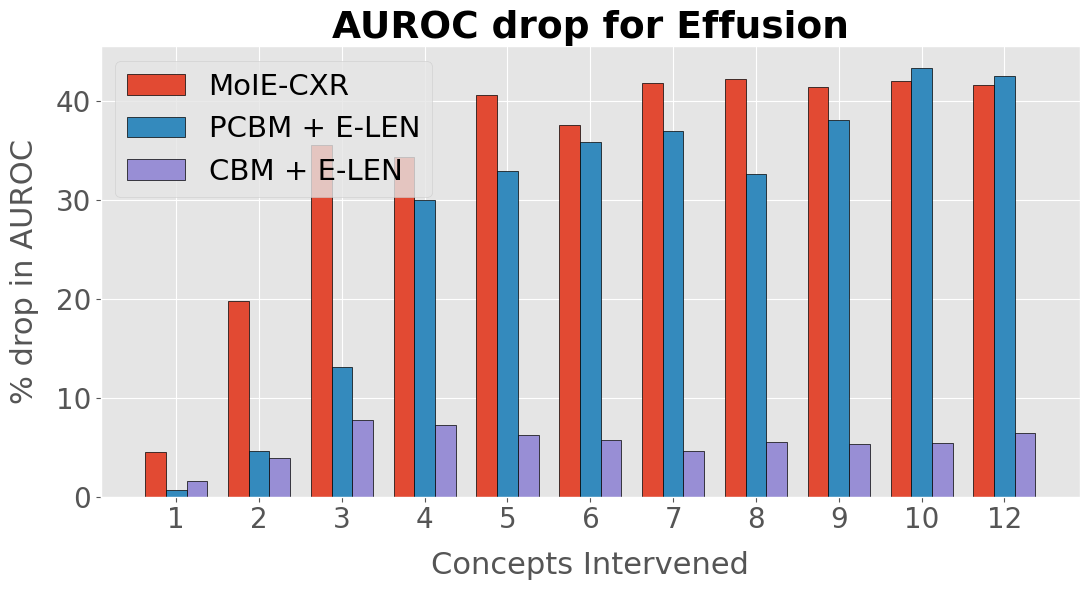 AUROC drop for Effusion
MoIE-CXR
PCBM + E-LEN
CBM + E-LEN
% drop in AUROC
40
30
20
10
0
1 2 3 4 5 6 7 8 9 10 12
Concepts Intervened